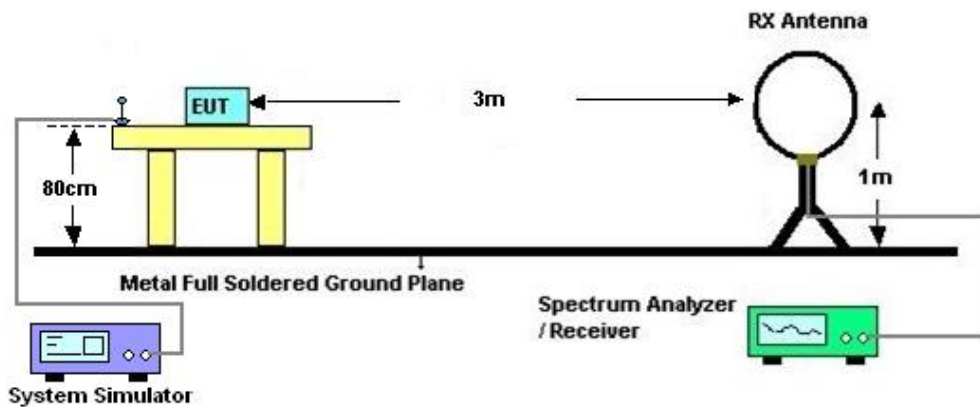 RX Antenna
EUT
3m
80cm
1m
Metal Full Soldered Ground Plane
Spectrum Analyzer
/ Receiver
System Simulator